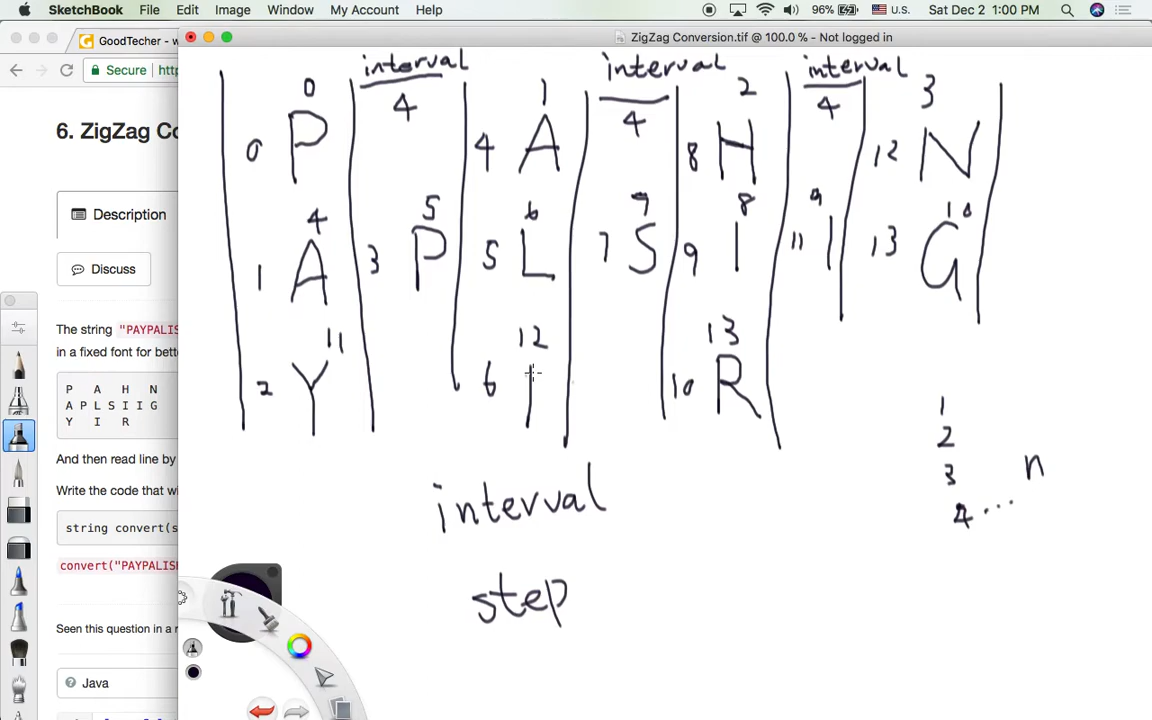 SketchBook File Edit Image Window My Account Help 96% U.S. Sat Dec 2 1:00 PM
GoodTecher - w
ZigZag Conversion.tif @ 100.0 % - Not logged in
Secure
6. ZigZag Co
Description
Discuss
The string "PAYPALIS
in a fixed font for bette
P A H N
A P L S I I G
Y I R
And then read line by
Write the code that wi
string convert(s
convert("PAYPALISH
Seen this question in a r
Java
interval interval interval
4 4 4
0 1 2 3
0 P 4 A 8 H 12 N
4 5 6 9 8 9 10
1 A 3 P 5 L 7 S 9 I 11 I 13 G
11 12 13
2 Y 6 I 10 R
1
2
3 n
4 ...
interval
step